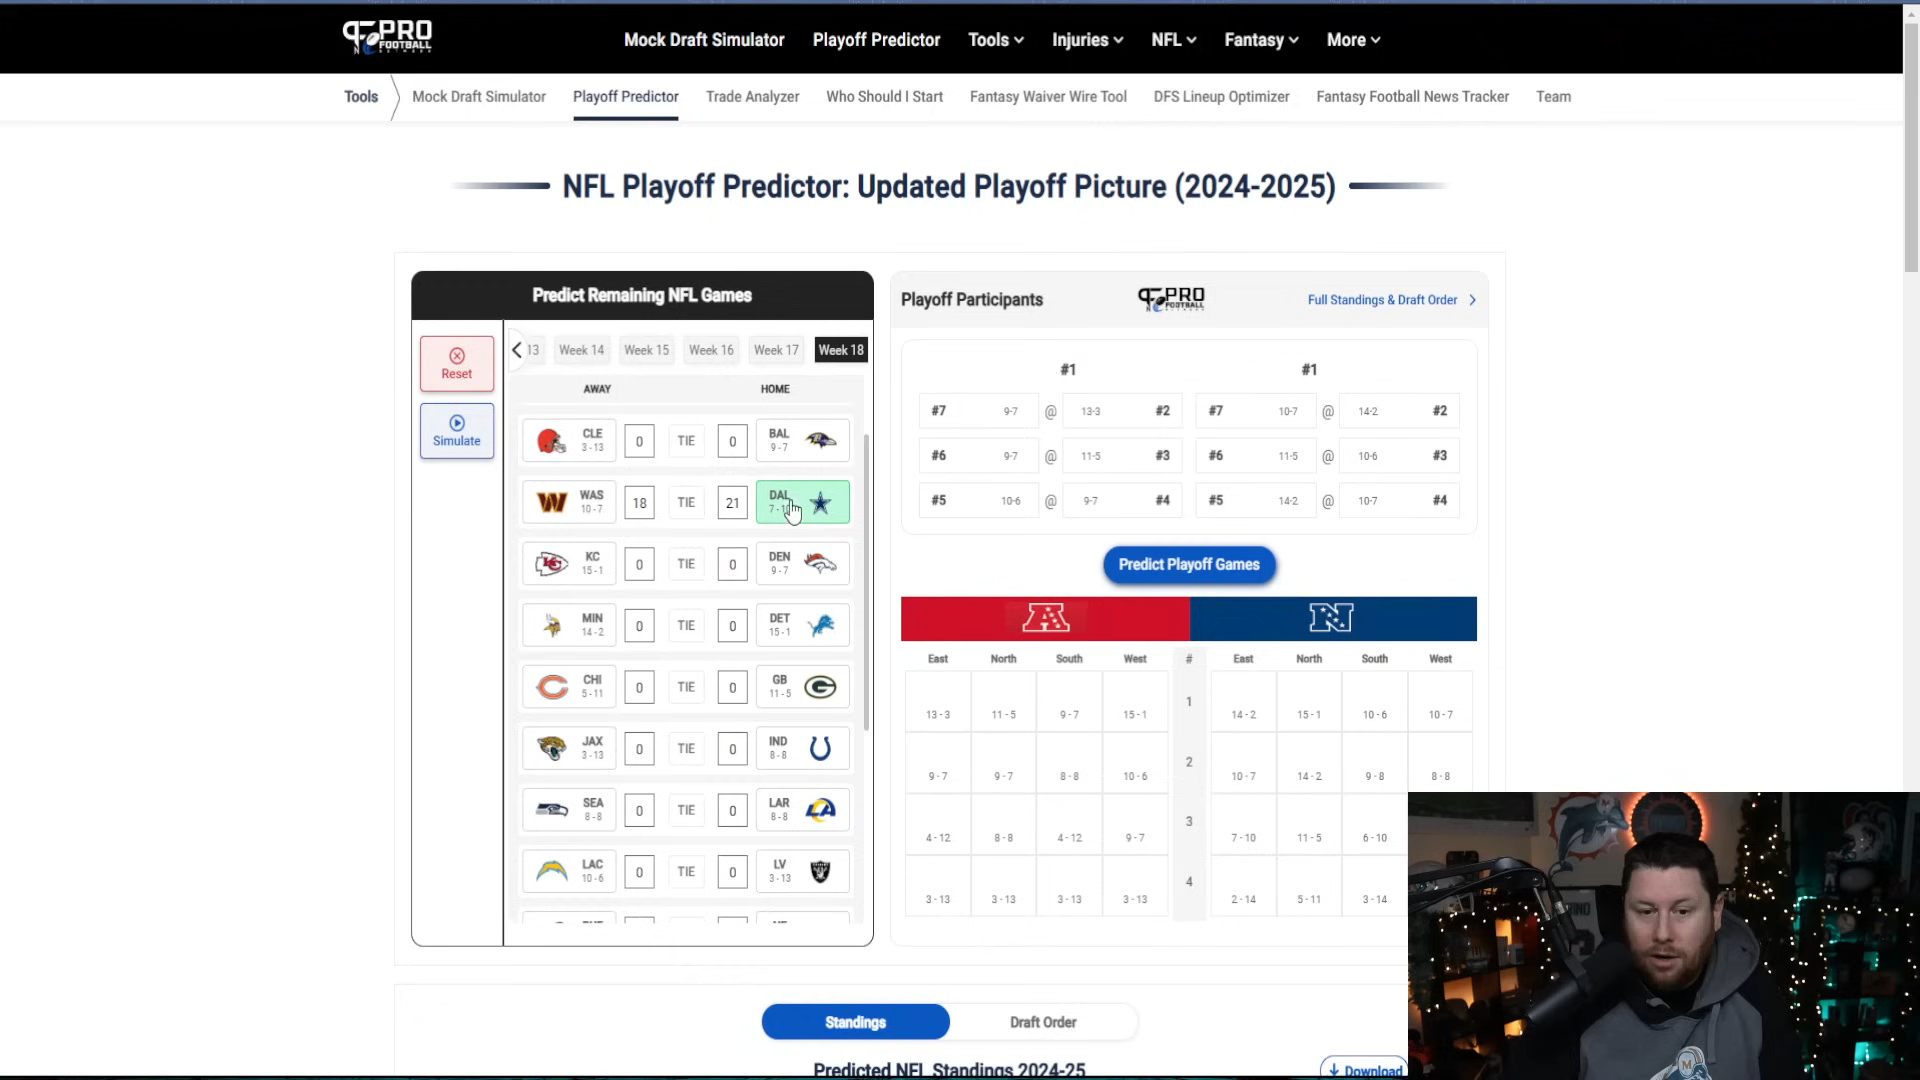 PRO
FOOTBALL
NETWORK
Mock Draft Simulator
Playoff Predictor
Tools
Injuries
NFL
Fantasy
More
Tools
Mock Draft Simulator
Playoff Predictor
Trade Analyzer
Who Should I Start
Fantasy Waiver Wire Tool
DFS Lineup Optimizer
Fantasy Football News Tracker
Team
NFL Playoff Predictor: Updated Playoff Picture (2024-2025)
Predict Remaining NFL Games
Reset
Simulate
13
Week 14
Week 15
Week 16
Week 17
Week 18
AWAY
HOME
CLE 0 TIE 0 BAL
3 - 13 9 - 7
WAS 18 TIE 21 DAL
10 - 7
KC 0 TIE 0 DEN
15 - 1 9 - 7
MIN 0 TIE 0 DET
14 - 2 15 - 1
CHI 0 TIE 0 GB
5 - 11 11 - 5
JAX 0 TIE 0 IND
3 - 13 8 - 8
SEA 0 TIE 0 LAR
8 - 8 8 - 8
LAC 0 TIE 0 LV
10 - 6 3 - 13
Playoff Participants
PRO
FOOTBALL
Full Standings & Draft Order
#1 #1
#7 9-7 @ 13-3 #2 #7 10-7 @ 14-2 #2
#6 9-7 @ 11-5 #3 #6 11-5 @ 10-6 #3
#5 10-6 @ 9-7 #4 #5 14-2 @ 10-7 #4
Predict Playoff Games
A N
East North South West # East North South West
13 - 3 11 - 5 9 - 7 15 - 1 1 14 - 2 15 - 1 10 - 6 10 - 7
9 - 7 9 - 7 8 - 8 10 - 6 2 10 - 7 14 - 2 9 - 8 8 - 8
4 - 12 8 - 8 4 - 12 9 - 7 3 7 - 10 11 - 5 6 - 10
3 - 13 3 - 13 3 - 13 3 - 13 4 2 - 14 5 - 11 3 - 14
Standings
Draft Order
Predicted NFL Standings 2024-25
Download